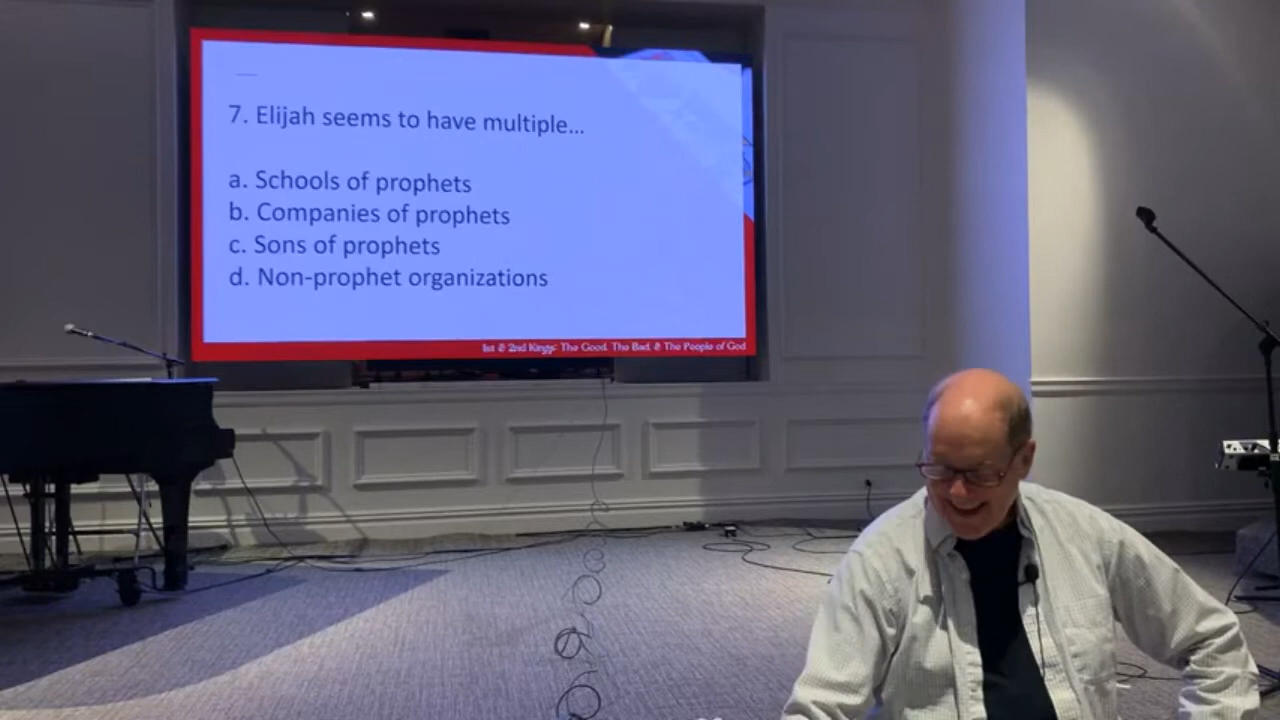 7. Elijah seems to have multiple...
a. Schools of prophets
b. Companies of prophets
c. Sons of prophets
d. Non-prophet organizations
1st & 2nd Kings: The Good, The Bad, & The People of God